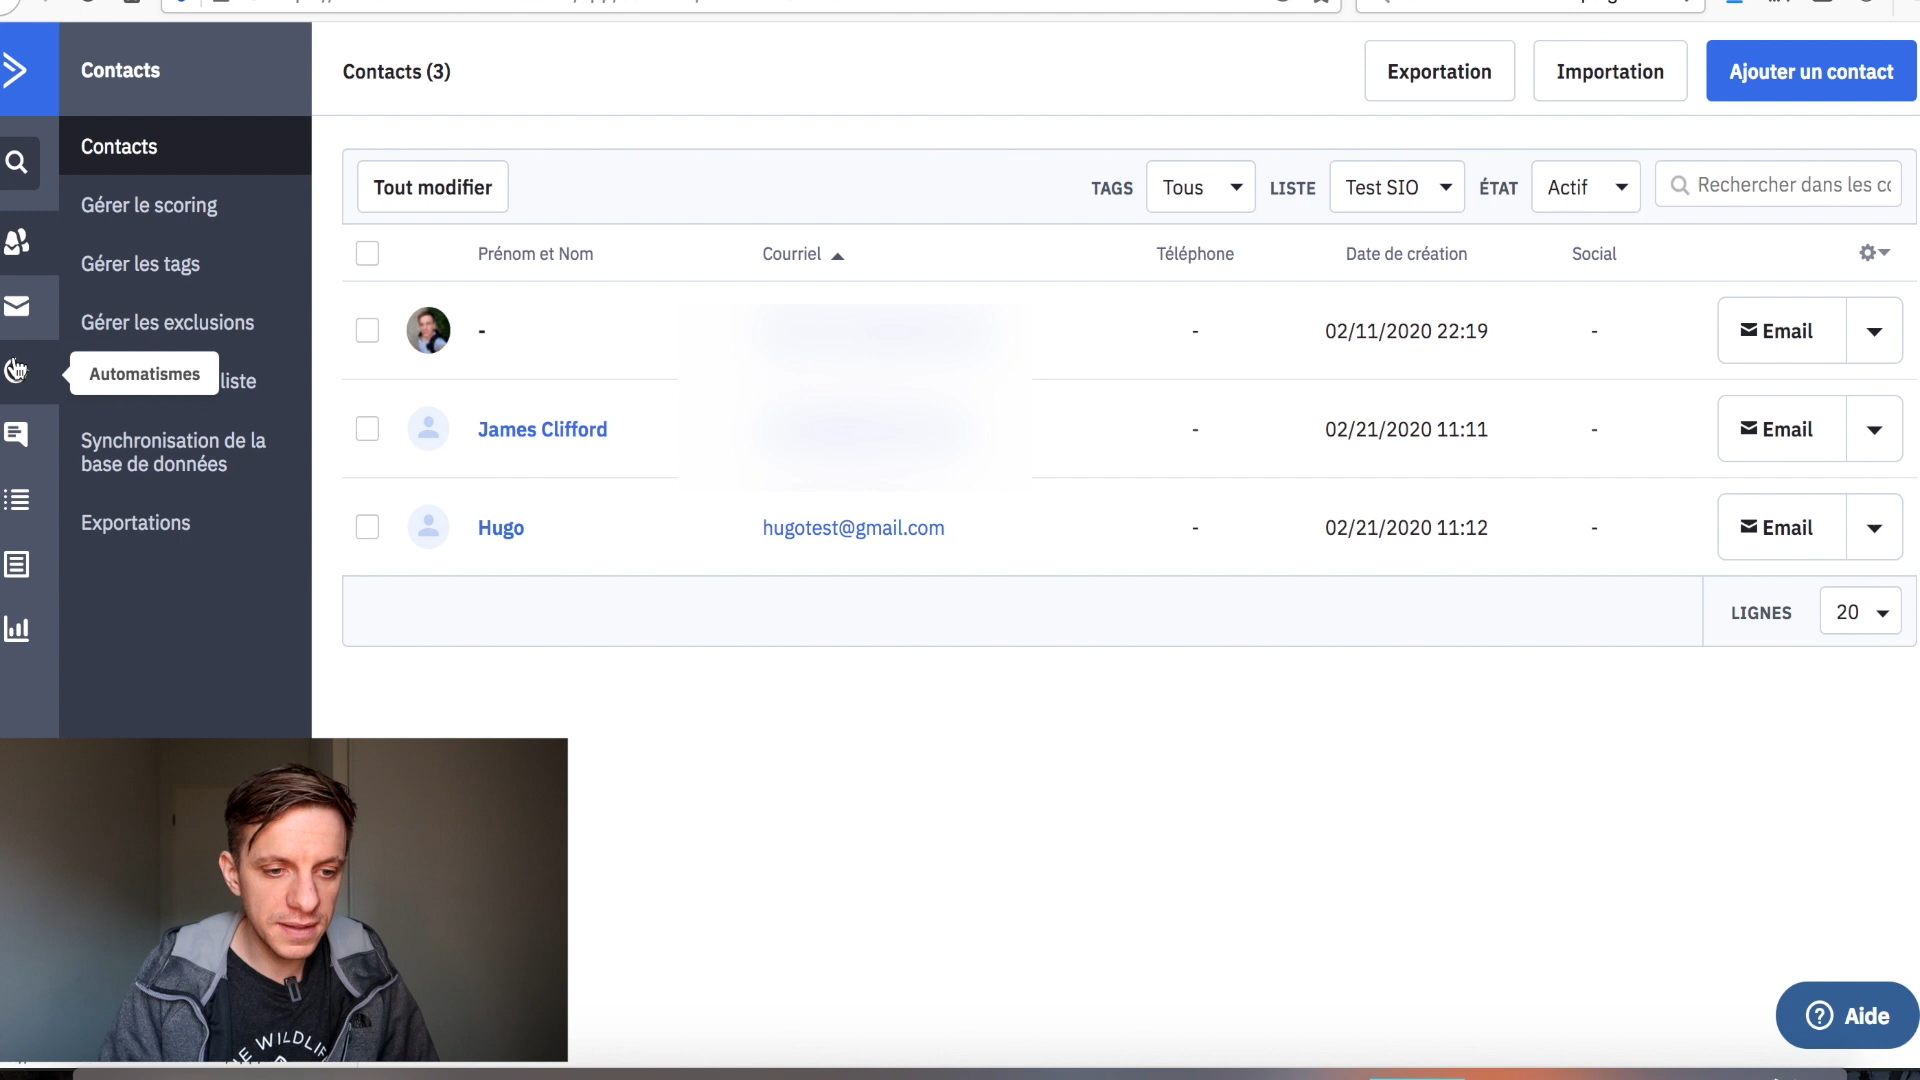 Contacts
Contacts (3)
Exportation
Importation
Ajouter un contact
Contacts
Gérer le scoring
Gérer les tags
Gérer les exclusions
Automatismes
liste
Synchronisation de la
base de données
Exportations
Tout modifier
TAGS Tous LISTE Test SIO ÉTAT Actif Rechercher dans les co
Prénom et Nom Courriel Téléphone Date de création Social
- - 02/11/2020 22:19 - Email
James Clifford - 02/21/2020 11:11 - Email
Hugo hugotest@gmail.com - 02/21/2020 11:12 - Email
LIGNES 20
E WILDLIF
? Aide